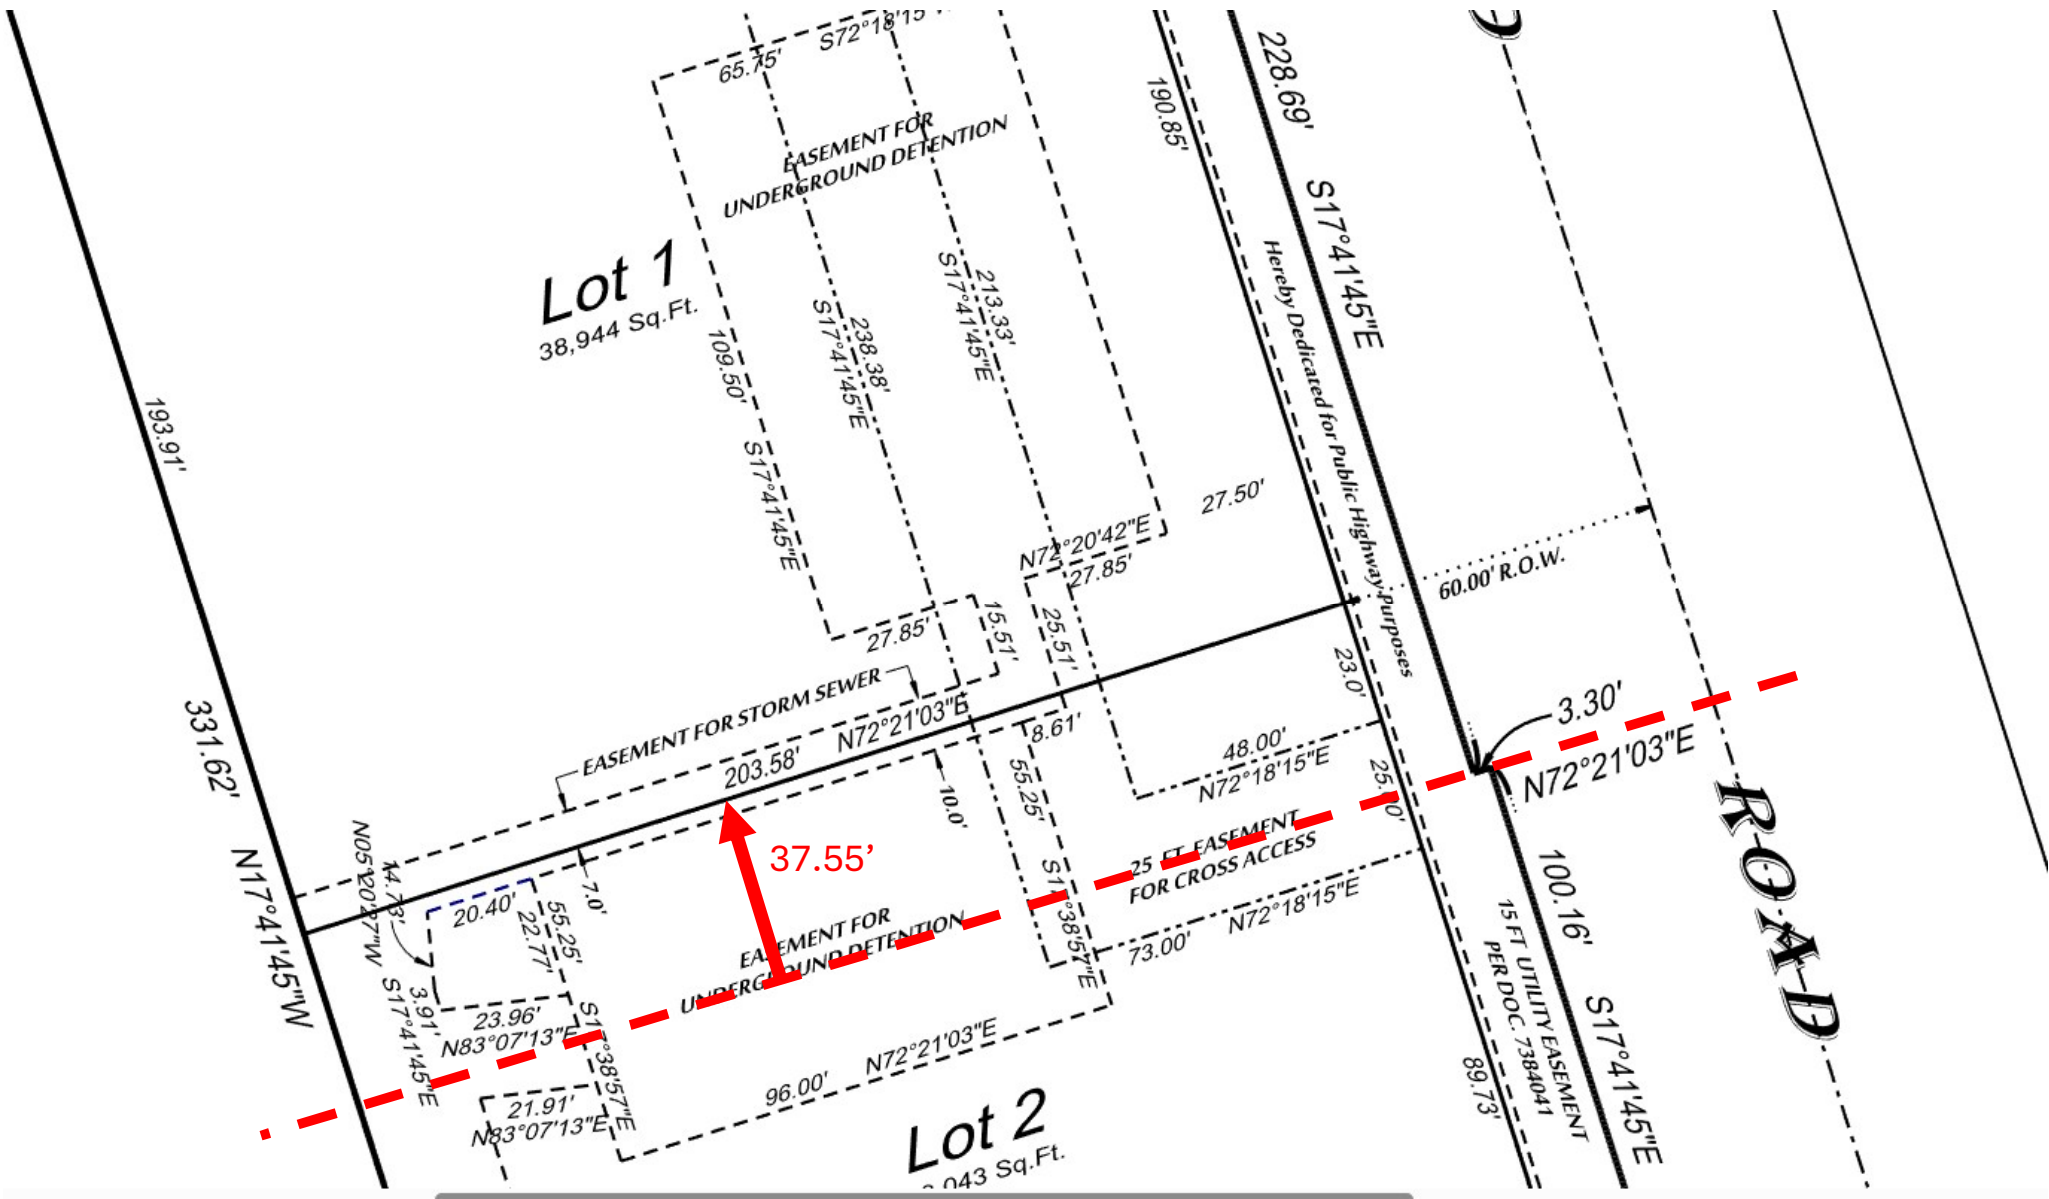 S72°18'15"W
65.75'
228.69'
190.85'
EASEMENT FOR
UNDERGROUND DETENTION
S17°41'45"E
Lot 1
38,944 Sq.Ft.
Hereby Dedicated for Public Highway Purposes
213.33'
S17°41'45"E
238.38'
S17°41'45"E
109.50'
S17°41'45"E
193.91'
27.50'
N72°20'42"E
27.85'
60.00' R.O.W.
27.85'
15.51'
25.51'
23.0'
EASEMENT FOR STORM SEWER
N72°21'03"E
203.58'
8.61'
3.30'
N72°21'03"E
331.62'
N17°41'45"W
48.00'
N72°18'15"E
25.00'
55.25'
S17°38'57"E
10.0'
37.55'
25 FT. EASEMENT
FOR CROSS ACCESS
N05°20'27"W
14.73'
20.40'
7.0'
55.25'
S17°38'57"E
22.77'
N72°18'15"E
73.00'
EASEMENT FOR
UNDERGROUND DETENTION
100.16'
S17°41'45"E
15 FT UTILITY EASEMENT
PER DOC. 7384041
ROAD
3.91'
S17°41'45"E
23.96'
N83°07'13"E
N72°21'03"E
96.00'
21.91'
N83°07'13"E
89.73'
Lot 2
043 Sq.Ft.